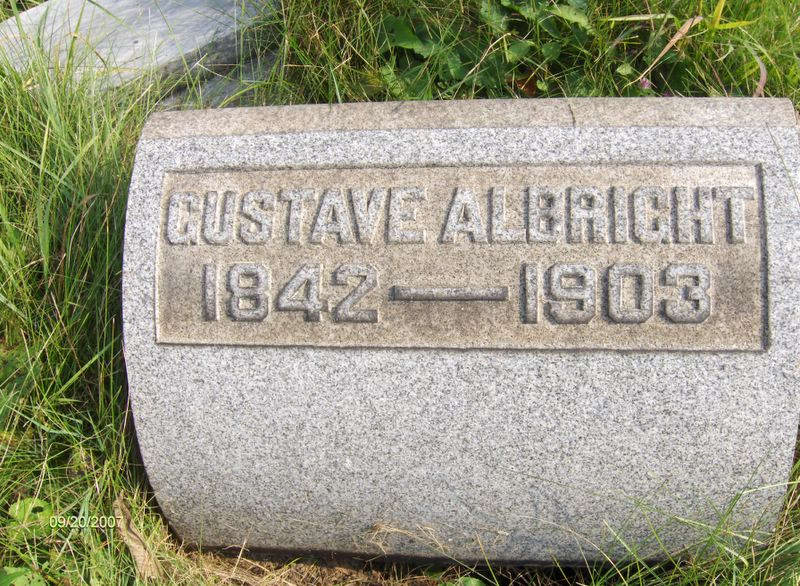 GUSTAVE ALBRIGHT
1842 — 1903
09/20/2007